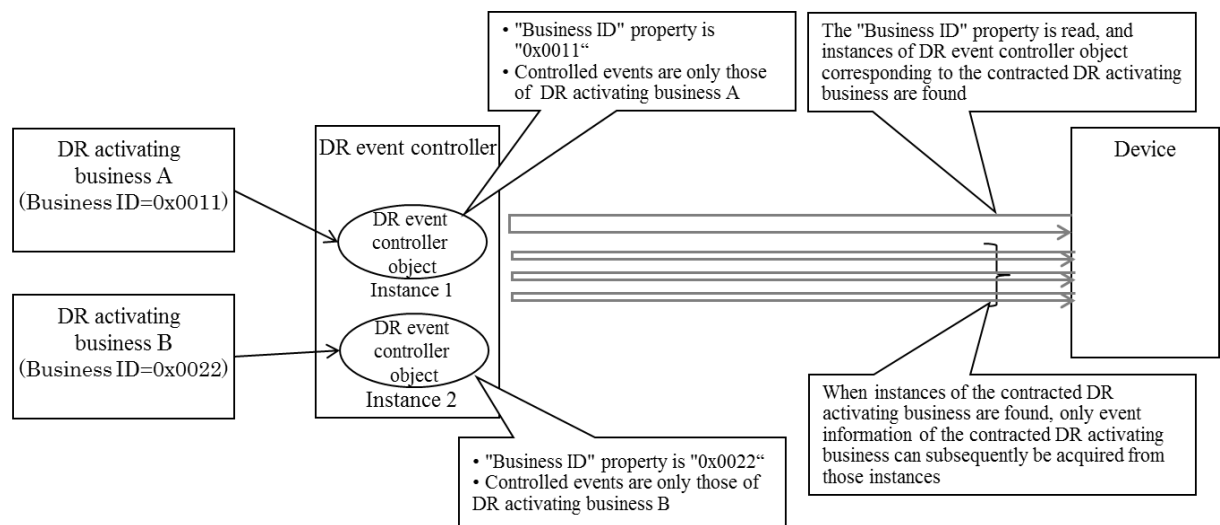 • "Business ID" property is
"0x0011“
• Controlled events are only those
of DR activating business A
The "Business ID" property is read, and
instances of DR event controller object
corresponding to the contracted DR activating
business are found
DR activating
business A
(Business ID=0x0011)
DR event controller
Device
DR event
controller
object
Instance 1
DR activating
business B
(Business ID=0x0022)
DR event
controller
object
Instance 2
When instances of the contracted DR
activating business are found, only event
information of the contracted DR activating
business can subsequently be acquired from
those instances
• "Business ID" property is "0x0022“
• Controlled events are only those of
DR activating business B